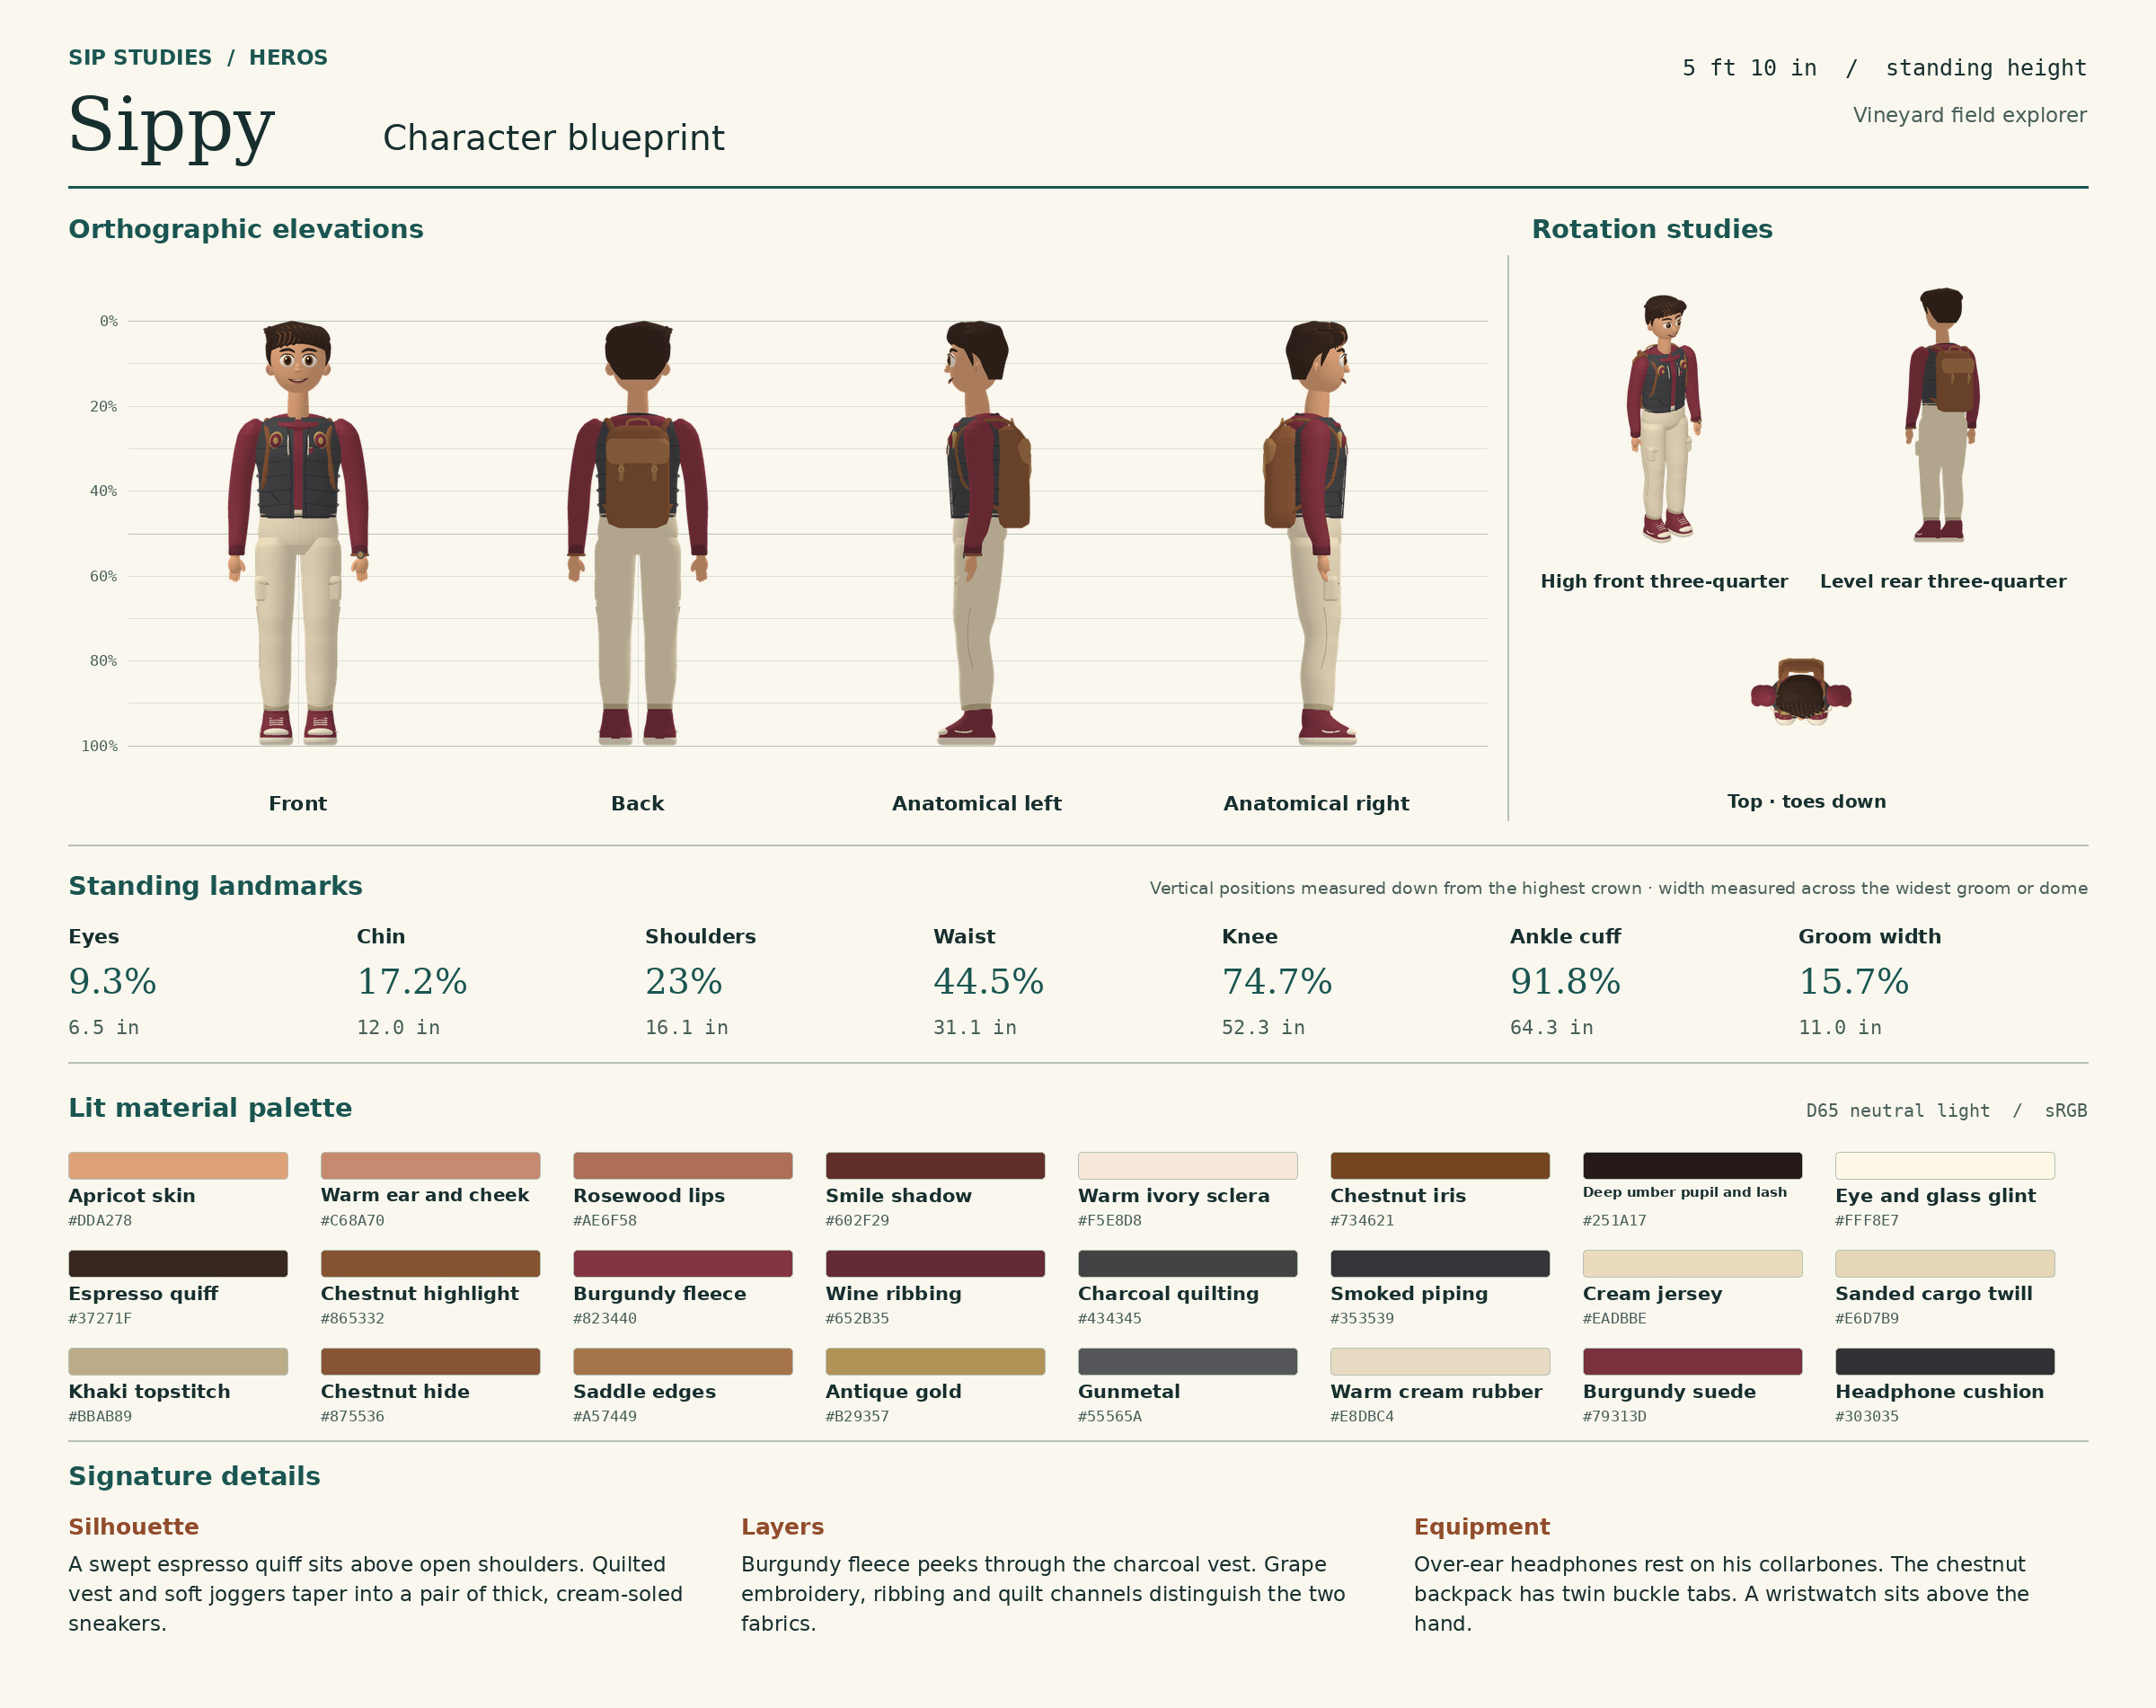 SIP STUDIES / HEROS
5 ft 10 in / standing height
Sippy
Character blueprint
Vineyard field explorer
Orthographic elevations
Rotation studies
0%
20%
40%
60%
80%
100%
High front three-quarter
Level rear three-quarter
Front
Back
Anatomical left
Anatomical right
Top · toes down
Standing landmarks
Vertical positions measured down from the highest crown · width measured across the widest groom or dome
Eyes
9.3%
6.5 in
Chin
17.2%
12.0 in
Shoulders
23%
16.1 in
Waist
44.5%
31.1 in
Knee
74.7%
52.3 in
Ankle cuff
91.8%
64.3 in
Groom width
15.7%
11.0 in
Lit material palette
D65 neutral light / sRGB
Apricot skin
#DDA278
Warm ear and cheek
#C68A70
Rosewood lips
#AE6F58
Smile shadow
#602F29
Warm ivory sclera
#F5E8D8
Chestnut iris
#734621
Deep umber pupil and lash
#251A17
Eye and glass glint
#FFF8E7
Espresso quiff
#37271F
Chestnut highlight
#865332
Burgundy fleece
#823440
Wine ribbing
#652B35
Charcoal quilting
#434345
Smoked piping
#353539
Cream jersey
#EADBBE
Sanded cargo twill
#E6D7B9
Khaki topstitch
#BBAB89
Chestnut hide
#875536
Saddle edges
#A57449
Antique gold
#B29357
Gunmetal
#55565A
Warm cream rubber
#E8DBC4
Burgundy suede
#79313D
Headphone cushion
#303035
Signature details
Silhouette
A swept espresso quiff sits above open shoulders. Quilted
vest and soft joggers taper into a pair of thick, cream-soled
sneakers.
Layers
Burgundy fleece peeks through the charcoal vest. Grape
embroidery, ribbing and quilt channels distinguish the two
fabrics.
Equipment
Over-ear headphones rest on his collarbones. The chestnut
backpack has twin buckle tabs. A wristwatch sits above the
hand.